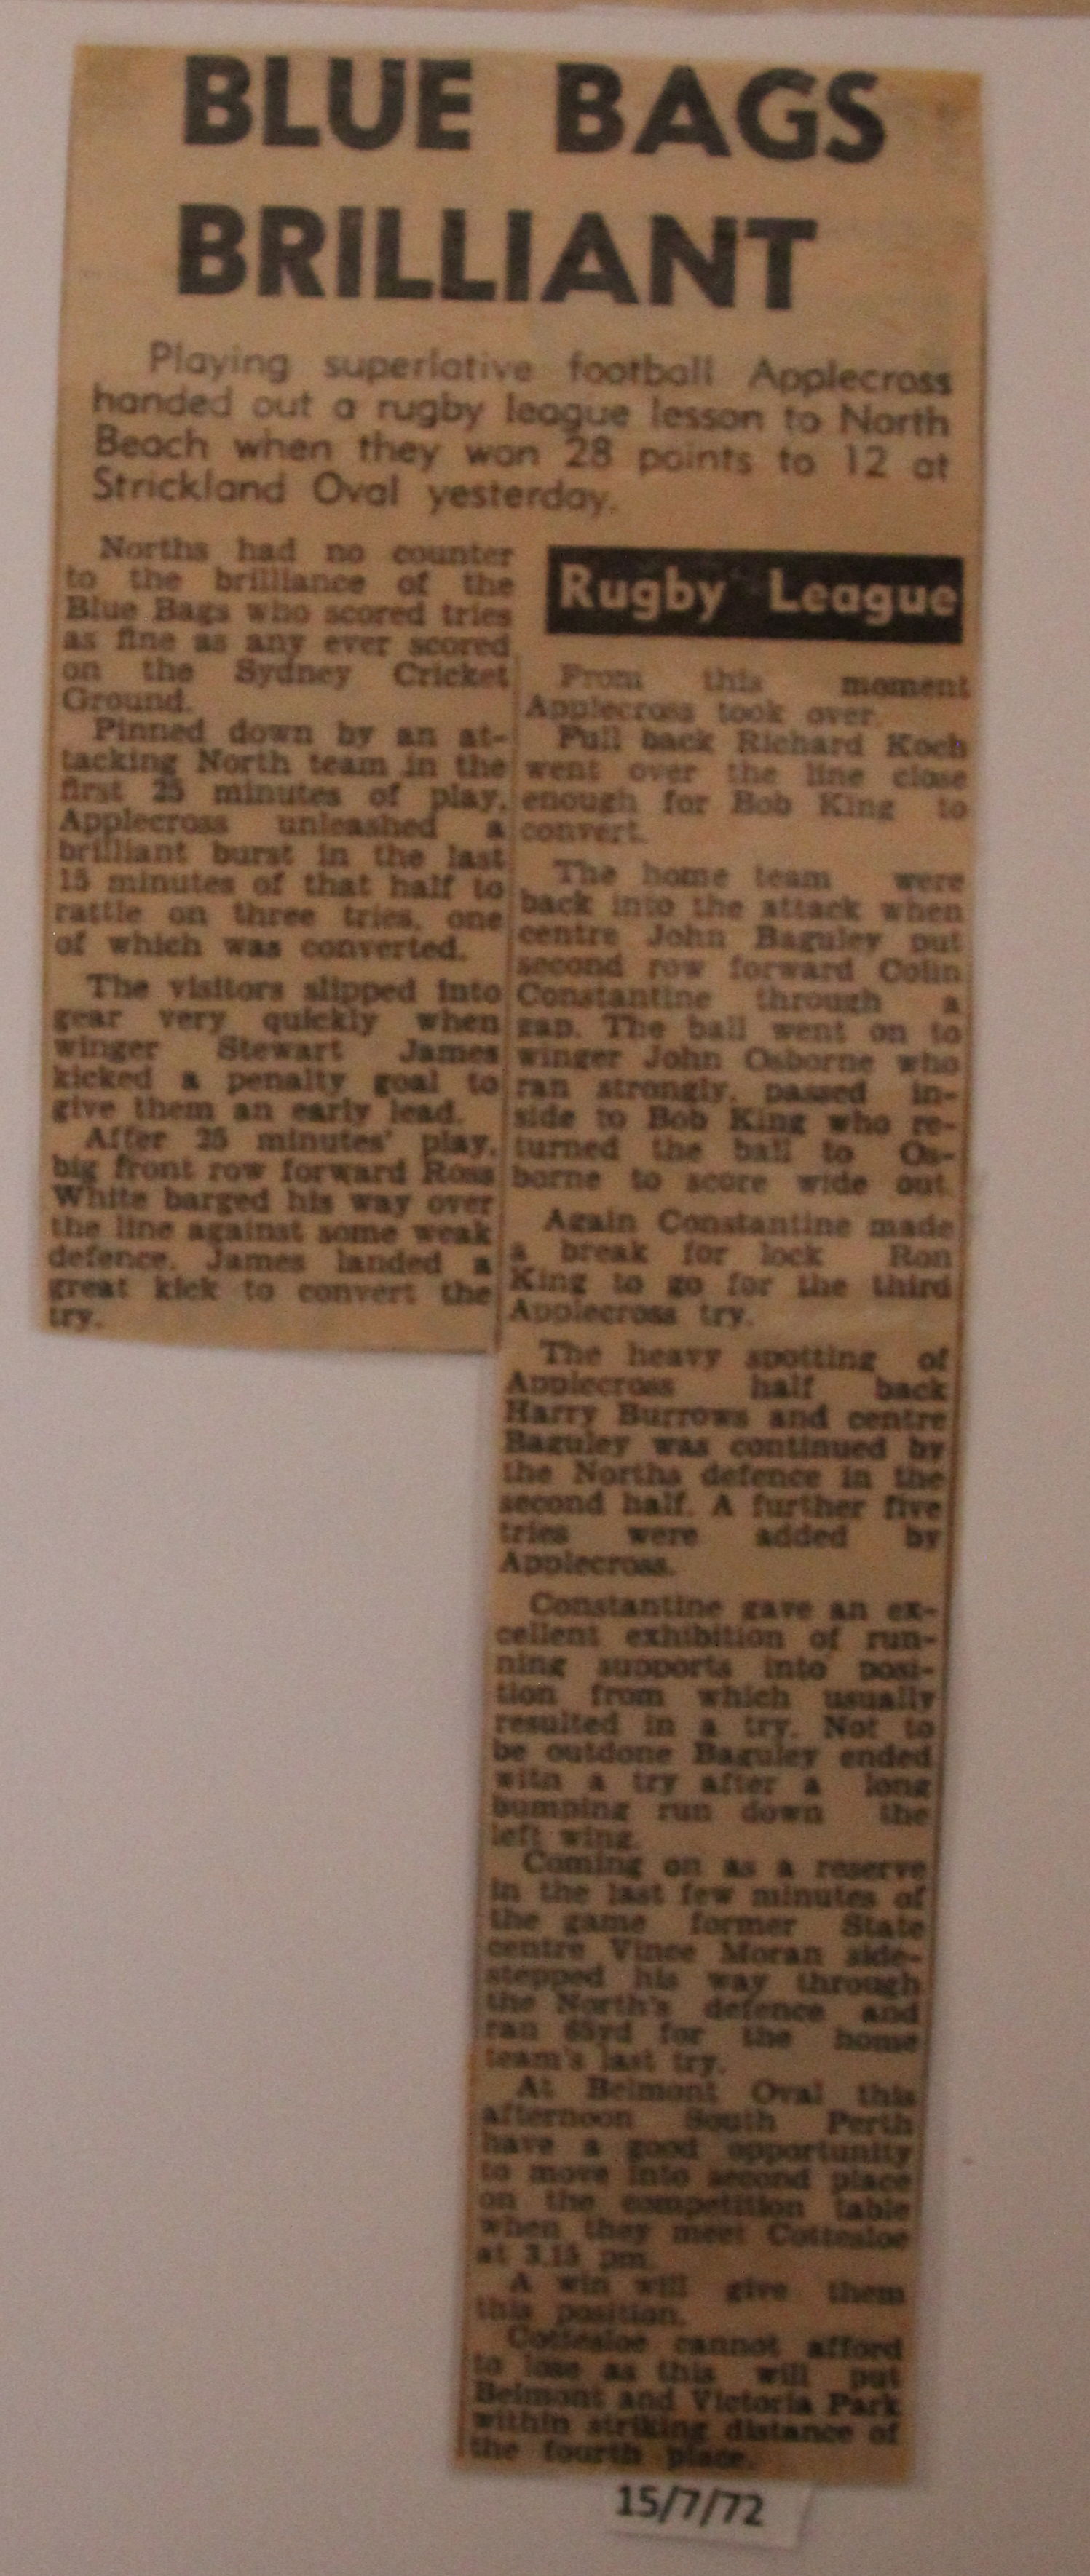 BLUE BAGS
BRILLIANT
Playing superlative football Applecross
handed out a rugby league lesson to North
Beach when they won 28 points to 12 at
Strickland Oval yesterday.
Norths had no counter
to the brilliance of the
Blue Bags who scored tries
as fine as any ever scored
on the Sydney Cricket
Ground.
Pinned down by an at-
tacking North team in the
first 25 minutes of play,
Applecross unleashed a
brilliant burst in the last
15 minutes of that half to
rattle on three tries, one
of which was converted.
The visitors slipped into
gear very quickly when
winger Stewart James
kicked a penalty goal to
give them an early lead.
After 25 minutes' play,
big front row forward Ross
White barged his way over
the line against some weak
defence. James landed a
great kick to convert the
try.
Rugby League
From this moment
Applecross took over.
Full back Richard Koch
went over the line close
enough for Bob King to
convert.
The home team were
back into the attack when
centre John Baguley put
second row forward Colin
Constantine through a
gap. The ball went on to
winger John Osborne who
ran strongly, passed in-
side to Bob King who re-
turned the ball to Os-
borne to score wide out.
Again Constantine made
a break for lock Ron
King to go for the third
Applecross try.
The heavy spotting of
Applecross half back
Harry Burrows and centre
Baguley was continued by
the Norths defence in the
second half. A further five
tries were added by
Applecross.
Constantine gave an ex-
cellent exhibition of run-
ning supports into posi-
tion from which usually
resulted in a try. Not to
be outdone Baguley ended
with a try after a long
bumping run down the
left wing.
Coming on as a reserve
in the last few minutes of
the game former State
centre Vince Moran side-
stepped his way through
the North's defence and
ran 65yd for the home
team's last try.
At Belmont Oval this
afternoon South Perth
have a good opportunity
to move into second place
on the competition table
when they meet Cottesloe
at 3.15 pm.
A win will give them
this position.
Cottesloe cannot afford
to lose as this will put
Belmont and Victoria Park
within striking distance of
the fourth place.
15/7/72